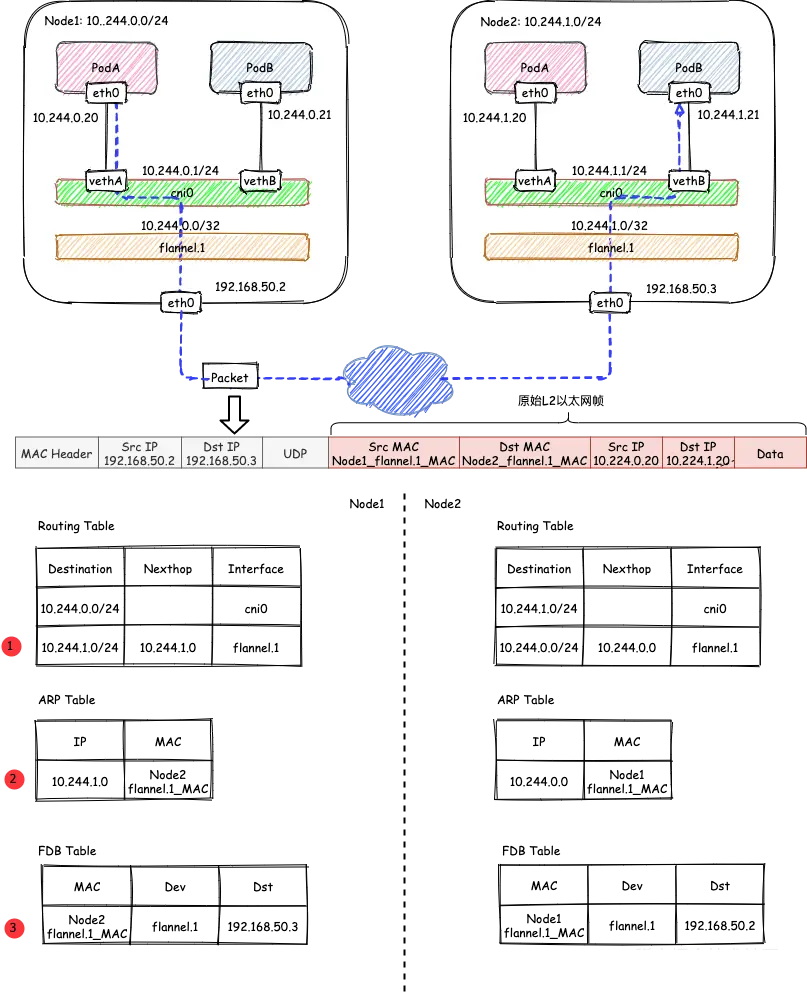 Node1: 10..244.0.0/24
PodA
PodB
eth0
eth0
10.244.0.20
10.244.0.21
10.244.0.1/24
vethA
vethB
cni0
10.244.0.0/32
flannel.1
192.168.50.2
eth0
Node2: 10.244.1.0/24
PodA
PodB
eth0
eth0
10.244.1.20
10.244.1.21
10.244.1.1/24
vethA
vethB
cni0
10.244.1.0/32
flannel.1
192.168.50.3
eth0
Packet
原始L2以太网帧
MAC Header
Src IP
192.168.50.2
Dst IP
192.168.50.3
UDP
Src MAC
Node1_flannel.1_MAC
Dst MAC
Node2_flannel.1_MAC
Src IP
10.224.0.20
Dst IP
10.224.1.20
Data
Node1
Node2
Routing Table
Destination Nexthop Interface
10.244.0.0/24 cni0
1
10.244.1.0/24 10.244.1.0 flannel.1
ARP Table
IP MAC
2
10.244.1.0
Node2
flannel.1_MAC
FDB Table
MAC Dev Dst
3
Node2
flannel.1_MAC
flannel.1
192.168.50.3
Routing Table
Destination Nexthop Interface
10.244.1.0/24 cni0
10.244.0.0/24 10.244.0.0 flannel.1
ARP Table
IP MAC
10.244.0.0
Node1
flannel.1_MAC
FDB Table
MAC Dev Dst
Node1
flannel.1_MAC
flannel.1
192.168.50.2